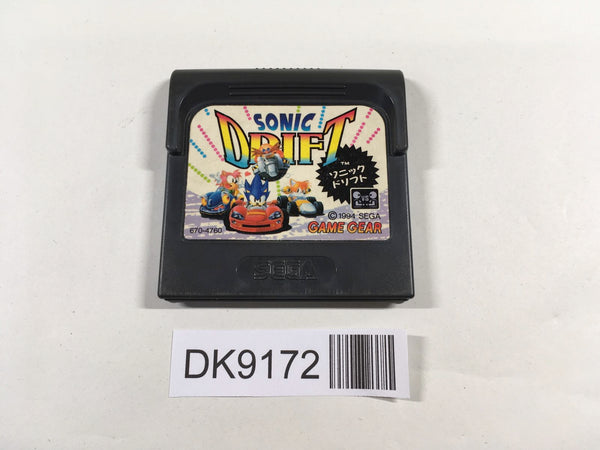 SONIC
DRIFT
TM
ソニック
ドリフト
VS
© 1994 SEGA
670-4760
GAME GEAR
SEGA
DK9172